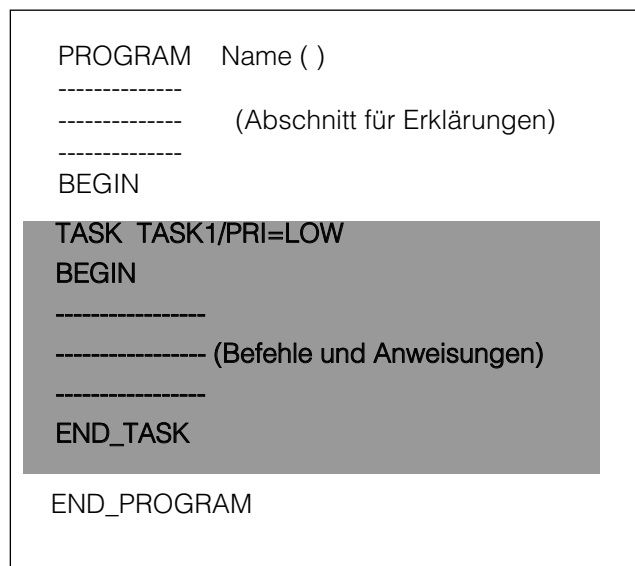 PROGRAM Name ( )
--------------
-------------- (Abschnitt für Erklärungen)
--------------
BEGIN
TASK TASK1/PRI=LOW
BEGIN
-----------------
----------------- (Befehle und Anweisungen)
-----------------
END_TASK
END_PROGRAM